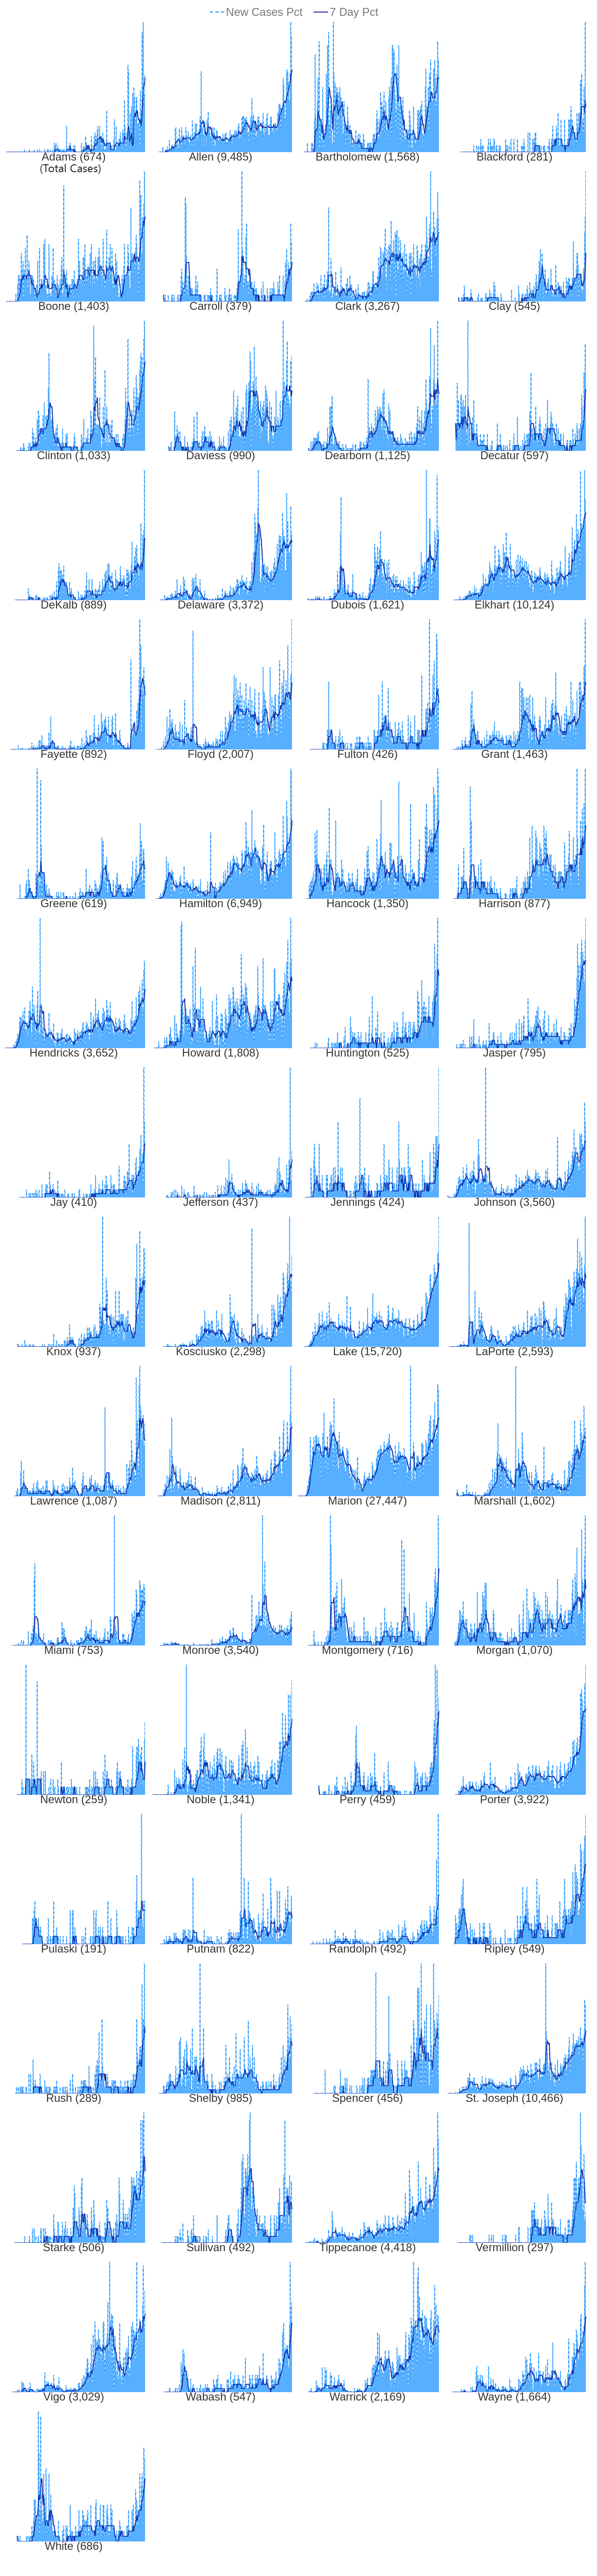 New Cases Pct 7 Day Pct
Adams (674) Allen (9,485) Bartholomew (1,568) Blackford (281)
(Total Cases)
Boone (1,403) Carroll (379) Clark (3,267) Clay (545)
Clinton (1,033) Daviess (990) Dearborn (1,125) Decatur (597)
DeKalb (889) Delaware (3,372) Dubois (1,621) Elkhart (10,124)
Fayette (892) Floyd (2,007) Fulton (426) Grant (1,463)
Greene (619) Hamilton (6,949) Hancock (1,350) Harrison (877)
Hendricks (3,652) Howard (1,808) Huntington (525) Jasper (795)
Jay (410) Jefferson (437) Jennings (424) Johnson (3,560)
Knox (937) Kosciusko (2,298) Lake (15,720) LaPorte (2,593)
Lawrence (1,087) Madison (2,811) Marion (27,447) Marshall (1,602)
Miami (753) Monroe (3,540) Montgomery (716) Morgan (1,070)
Newton (259) Noble (1,341) Perry (459) Porter (3,922)
Pulaski (191) Putnam (822) Randolph (492) Ripley (549)
Rush (289) Shelby (985) Spencer (456) St. Joseph (10,466)
Starke (506) Sullivan (492) Tippecanoe (4,418) Vermillion (297)
Vigo (3,029) Wabash (547) Warrick (2,169) Wayne (1,664)
White (686)